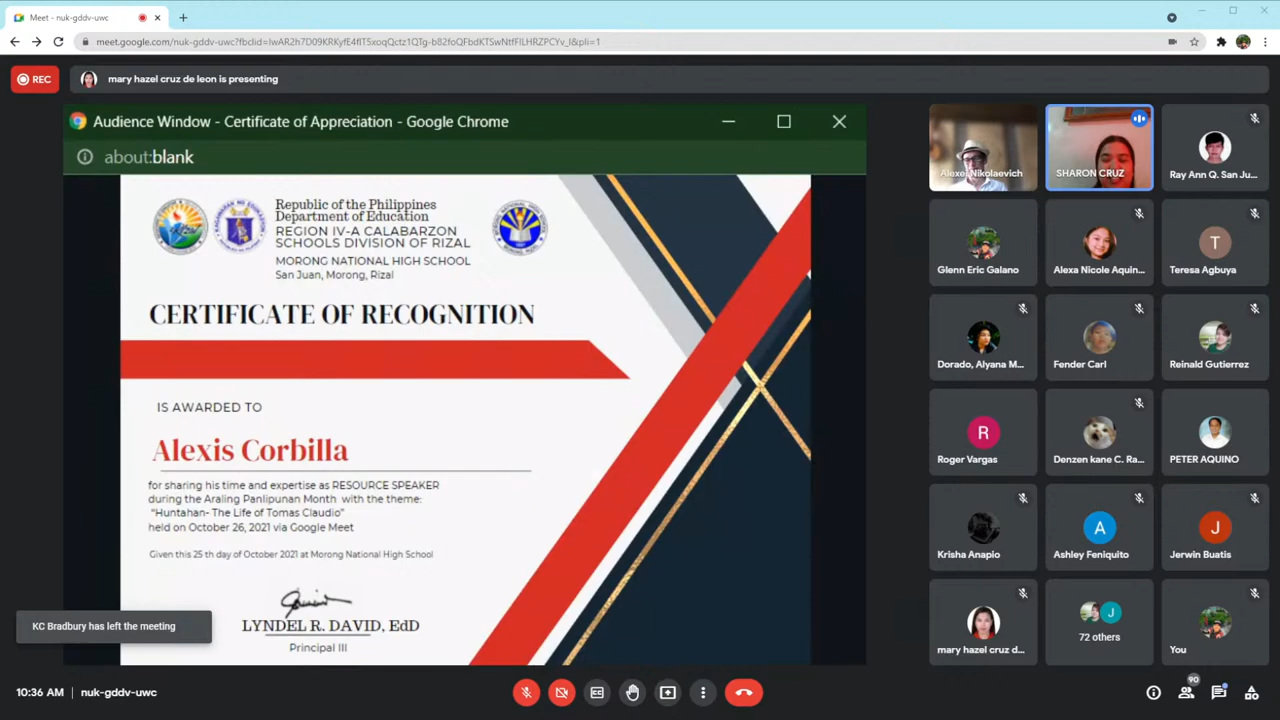 Meet - nuk-gddv-uwc
meet.google.com/nuk-gddv-uwc?fbclid=IwAR2h7D09KRKyfE4flT5xoqQctz1QTg-b82foQFbdKTSwNtfFILHRZPCYv_I&pli=1
REC
mary hazel cruz de leon is presenting
Audience Window - Certificate of Appreciation - Google Chrome
about:blank
Republic of the Philippines
Department of Education
REGION IV-A CALABARZON
SCHOOLS DIVISION OF RIZAL
MORONG NATIONAL HIGH SCHOOL
San Juan, Morong, Rizal
CERTIFICATE OF RECOGNITION
IS AWARDED TO
Alexis Corbilla
for sharing his time and expertise as RESOURCE SPEAKER
during the Araling Panlipunan Month with the theme:
"Huntahan- The Life of Tomas Claudio"
held on October 26, 2021 via Google Meet
Given this 25 th day of October 2021 at Morong National High School
LYNDEL R. DAVID, EdD
Principal III
KC Bradbury has left the meeting
Alexei Nikolaevich
SHARON CRUZ
Ray Ann Q. San Ju...
Glenn Eric Galano
Alexa Nicole Aquin...
T
Teresa Agbuya
Dorado, Alyana M...
Fender Carl
Reinald Gutierrez
R
Roger Vargas
Denzen kane C. Ra...
PETER AQUINO
Krisha Anapio
A
Ashley Feniquito
J
Jerwin Buatis
mary hazel cruz d...
J
72 others
You
10:36 AM
nuk-gddv-uwc
90